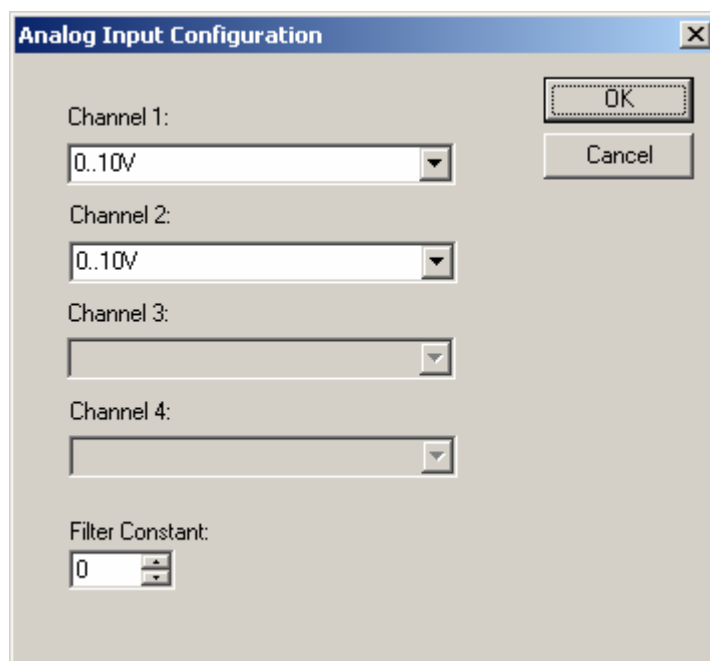 Analog Input Configuration
OK
Cancel
Channel 1:
0..10V
Channel 2:
0..10V
Channel 3:
Channel 4:
Filter Constant:
0